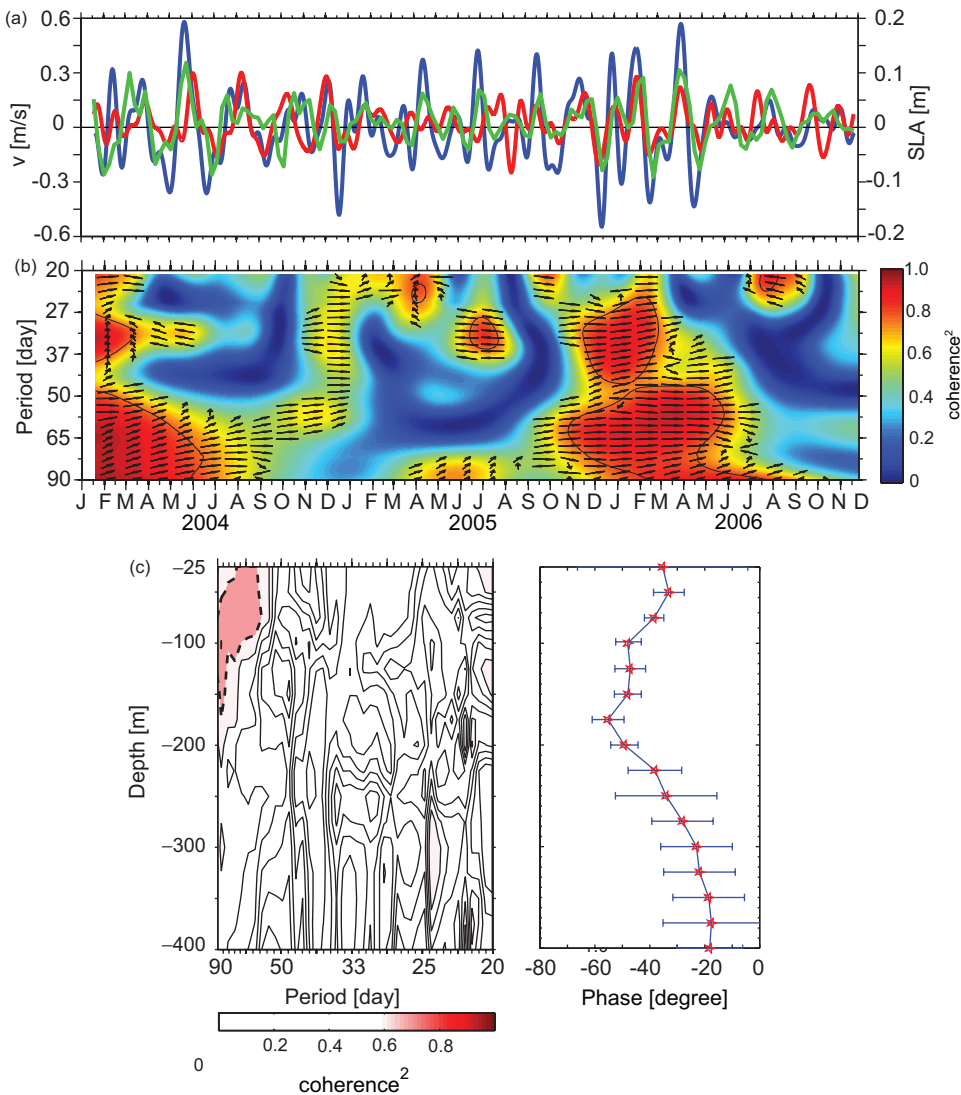 (a)
0.6
0.3
0
-0.3
-0.6
v [m/s]
0.2
0.1
0
0.1
0.2
SLA [m]
(b)
20
27
37
50
65
90
Period [day]
J F M A M J J A S O N D J F M A M J J A S O N D J F M A M J J A S O N D
2004 2005 2006
1.0
0.8
0.6
0.4
0.2
0
coherence²
(c)
−25
−100
−200
−300
−400
Depth [m]
90 50 33 25 20
Period [day]
0 0.2 0.4 0.6 0.8
coherence²
-80 -60 -40 -20 0
Phase [degree]